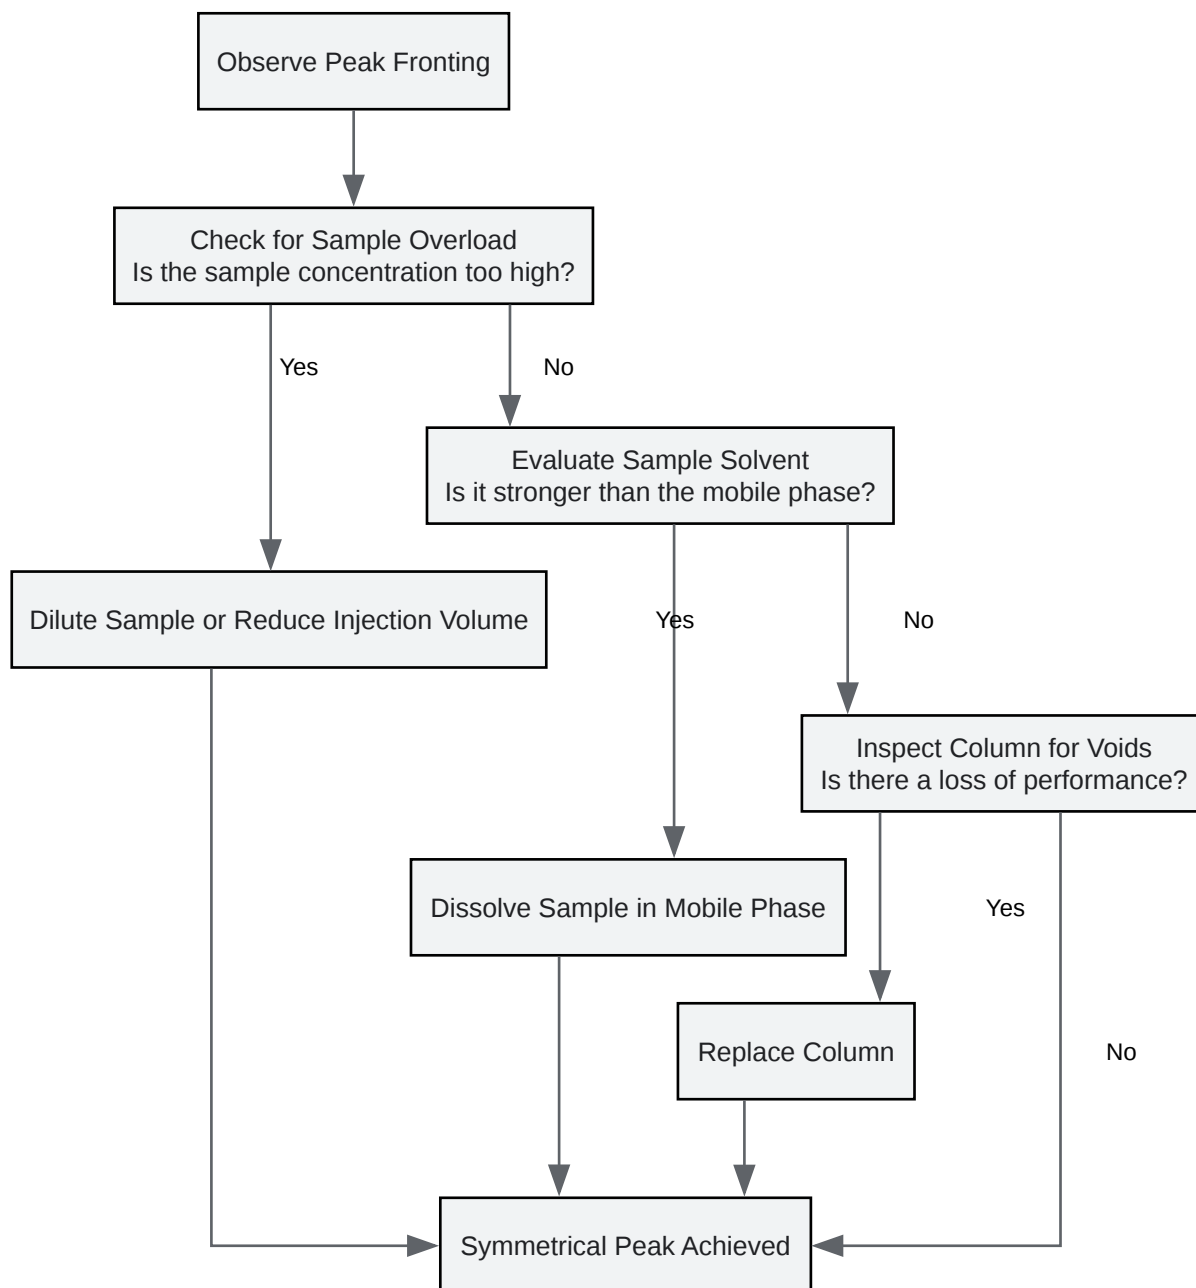 Observe Peak Fronting
Check for Sample Overload
Is the sample concentration too high?
Yes
No
Evaluate Sample Solvent
Is it stronger than the mobile phase?
Dilute Sample or Reduce Injection Volume
Yes
No
Inspect Column for Voids
Is there a loss of performance?
Dissolve Sample in Mobile Phase
Yes
Replace Column
No
Symmetrical Peak Achieved